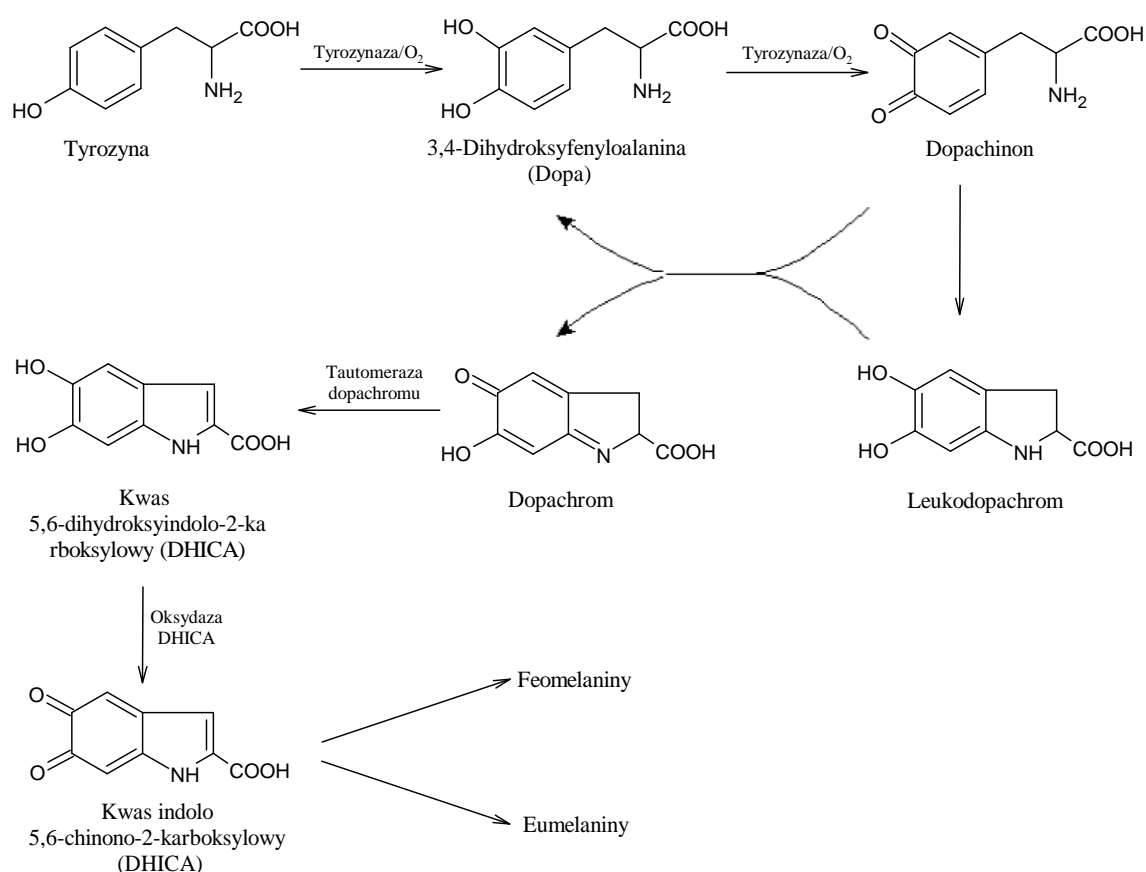 COOH
NH2
HO
Tyrozyna
Tyrozynaza/O2
HO
HO
COOH
NH2
3,4-Dihydroksyfenyloalanina
(Dopa)
Tyrozynaza/O2
O
O
COOH
NH2
Dopachinon
HO
HO
NH
COOH
Kwas
5,6-dihydroksyindolo-2-ka
rboksylowy (DHICA)
Tautomeraza
dopachromu
O
HO
N
COOH
Dopachrom
HO
HO
NH
COOH
Leukodopachrom
Oksydaza
DHICA
O
O
NH
COOH
Kwas indolo
5,6-chinono-2-karboksylowy
(DHICA)
Feomelaniny
Eumelaniny